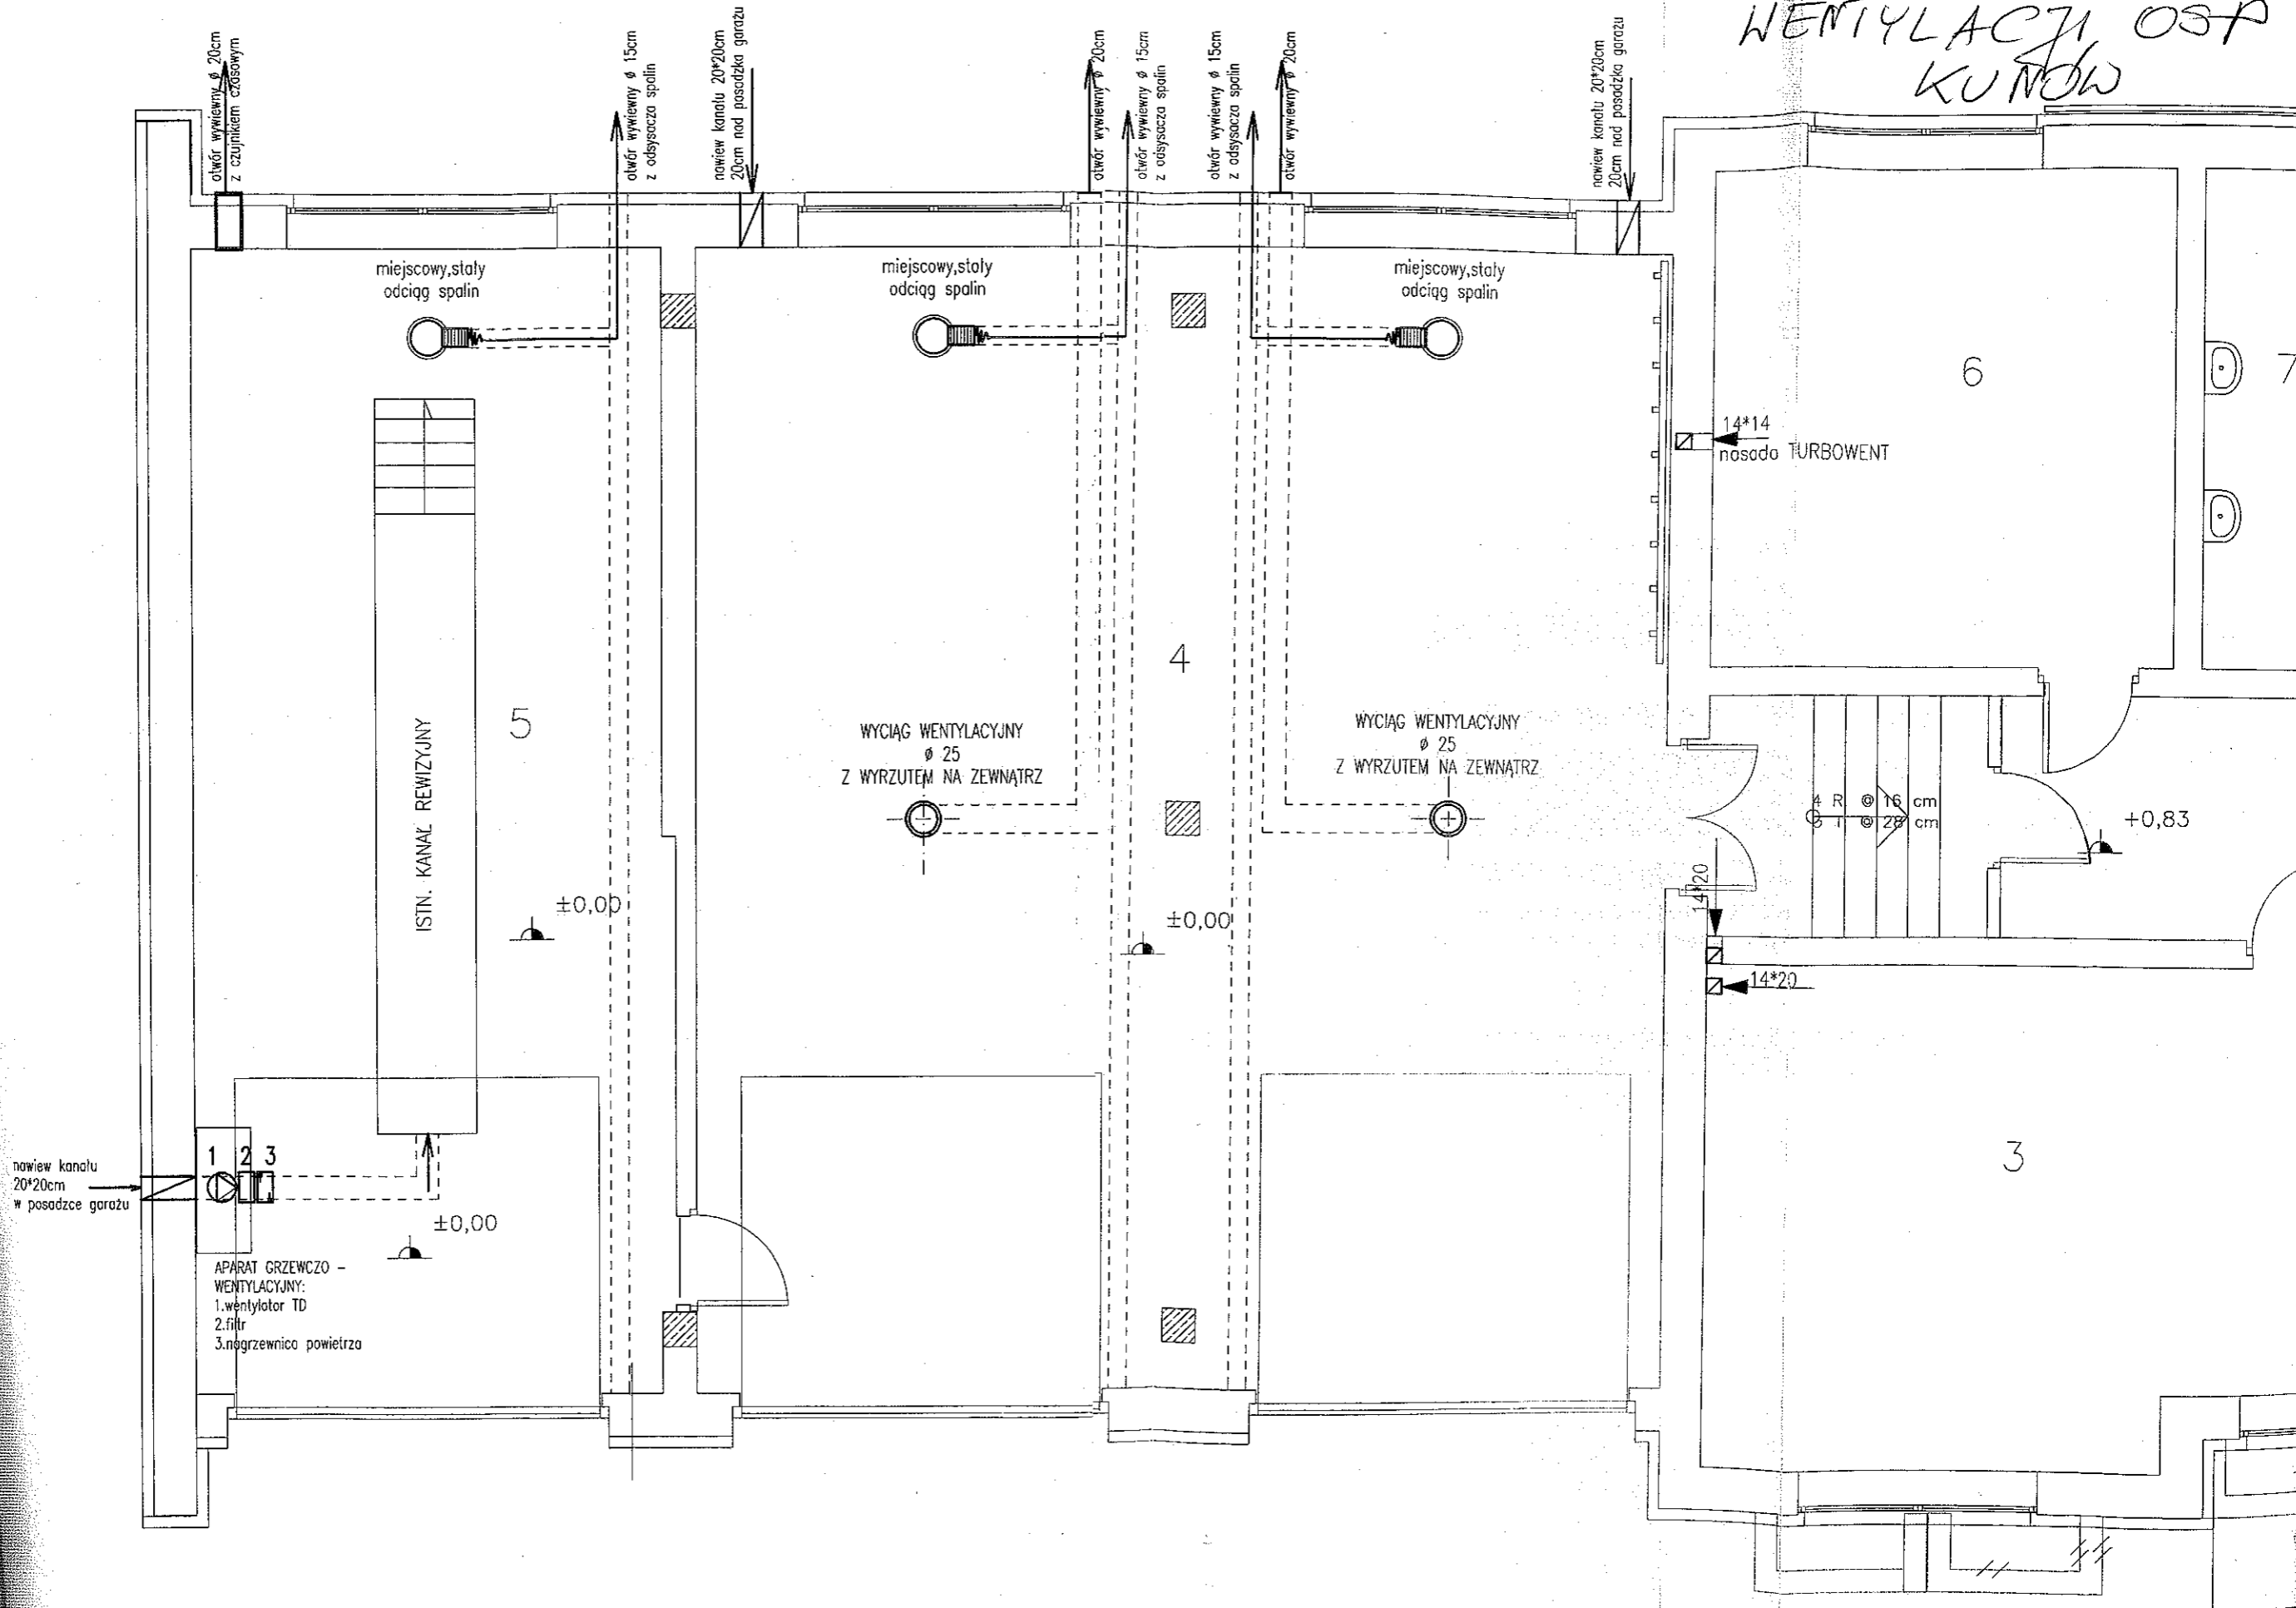 WENTYLACJI OSP
KUNÓW
otwór wywiewny ø 20cm
z czujnikiem czasowym
otwór wywiewny ø 15cm
z odsysacza spalin
nawiew kanału 20*20cm
20cm nad posadzka garażu
otwór wywiewny ø 20cm
otwór wywiewny ø 15cm
z odsysacza spalin
otwór wywiewny ø 15cm
z odsysacza spalin
otwór wywiewny ø 20cm
nawiew kanału 20*20cm
20cm nad posadzka garażu
miejscowy,stały
odciąg spalin
miejscowy,stały
odciąg spalin
miejscowy,stały
odciąg spalin
6
7
14*14
nasada TURBOWENT
5
ISTN. KANAŁ REWIZYJNY
4
WYCIĄG WENTYLACYJNY
ø 25
Z WYRZUTEM NA ZEWNĄTRZ
WYCIĄG WENTYLACYJNY
ø 25
Z WYRZUTEM NA ZEWNĄTRZ
4 R @ 16 cm
@ 28 cm
+0,83
14*20
14*20
±0,00
±0,00
3
1 2 3
nawiew kanału
20*20cm
w posadzce garażu
±0,00
APARAT GRZEWCZO –
WENTYLACYJNY:
1.wentylator TD
2.filtr
3.nagrzewnica powietrza